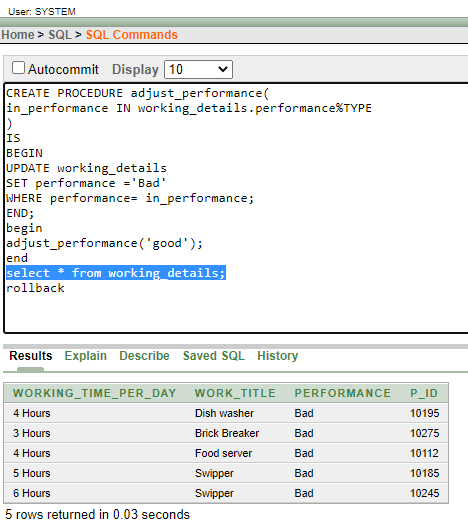 User: SYSTEM
Home > SQL > SQL Commands
Autocommit Display 10
CREATE PROCEDURE adjust_performance(
in_performance IN working_details.performance%TYPE
)
IS
BEGIN
UPDATE working_details
SET performance ='Bad'
WHERE performance= in_performance;
END;
begin
adjust_performance('good');
end
select * from working_details;
rollback
Results Explain Describe Saved SQL History
WORKING_TIME_PER_DAY WORK_TITLE PERFORMANCE P_ID
4 Hours Dish washer Bad 10195
3 Hours Brick Breaker Bad 10275
4 Hours Food server Bad 10112
5 Hours Swipper Bad 10185
6 Hours Swipper Bad 10245
5 rows returned in 0.03 seconds